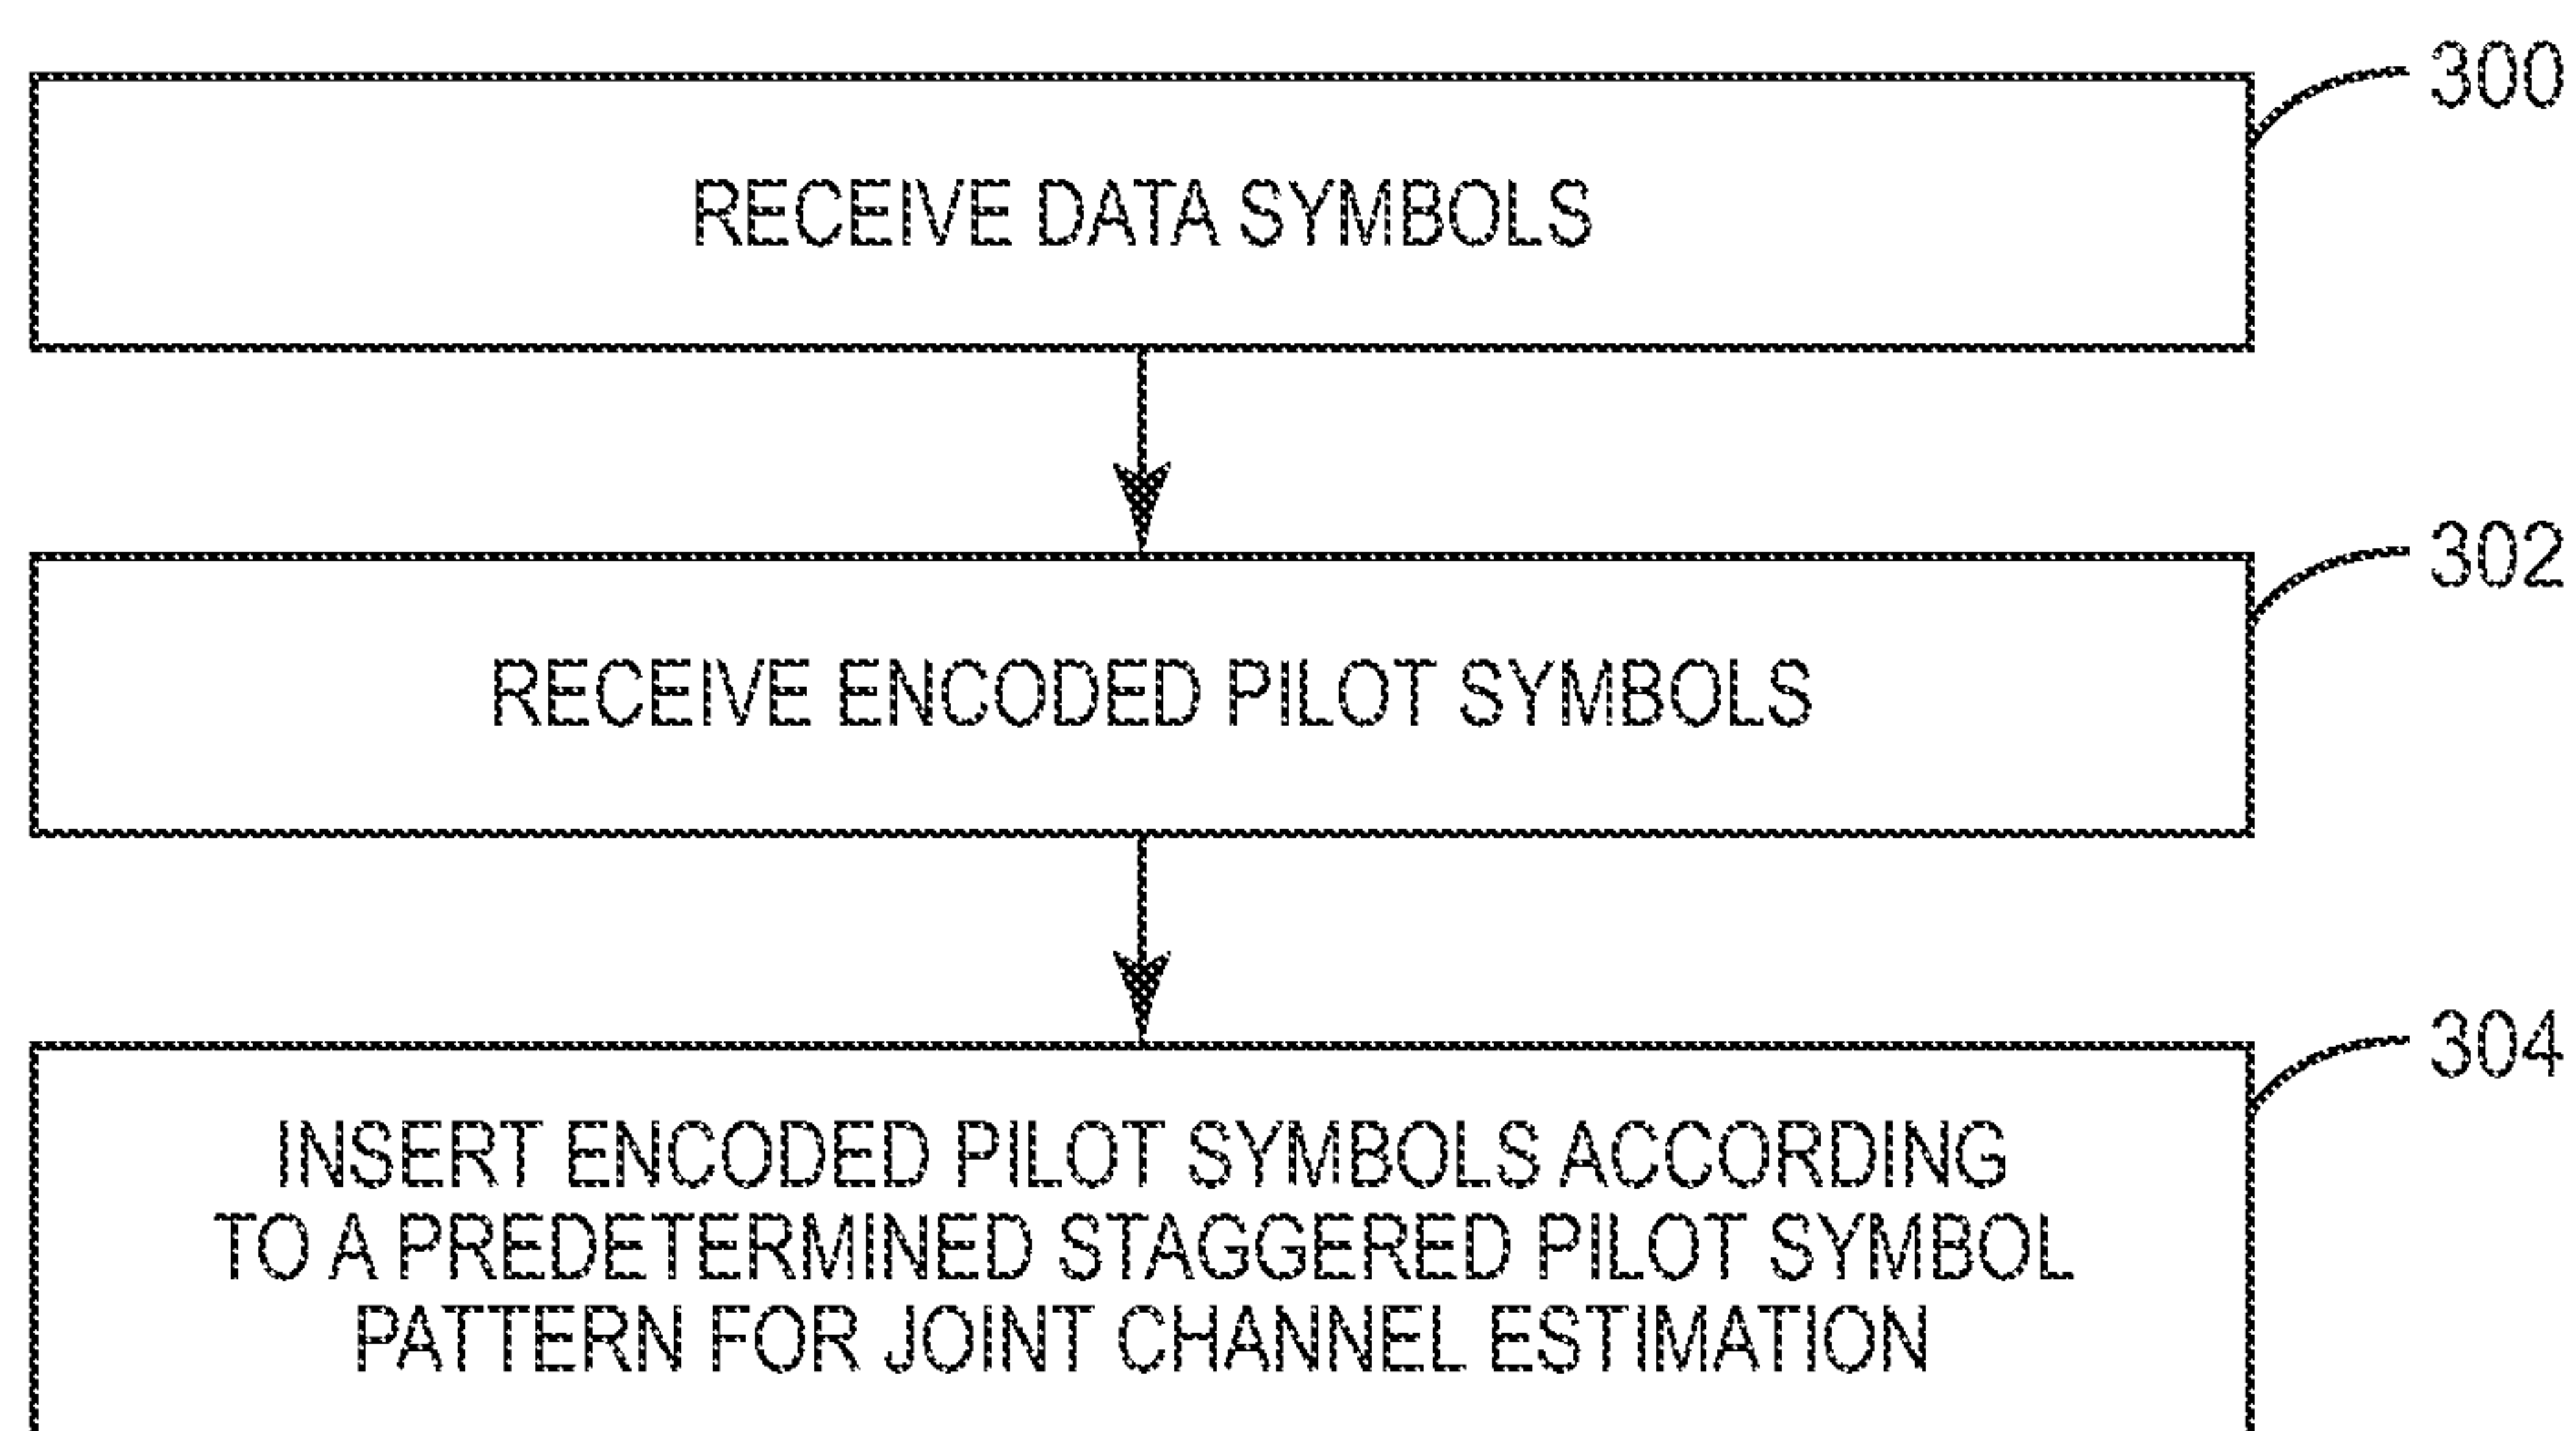 300
RECEIVE DATA SYMBOLS
302
RECEIVE ENCODED PILOT SYMBOLS
304
INSERT ENCODED PILOT SYMBOLS ACCORDING
TO A PREDETERMINED STAGGERED PILOT SYMBOL
PATTERN FOR JOINT CHANNEL ESTIMATION